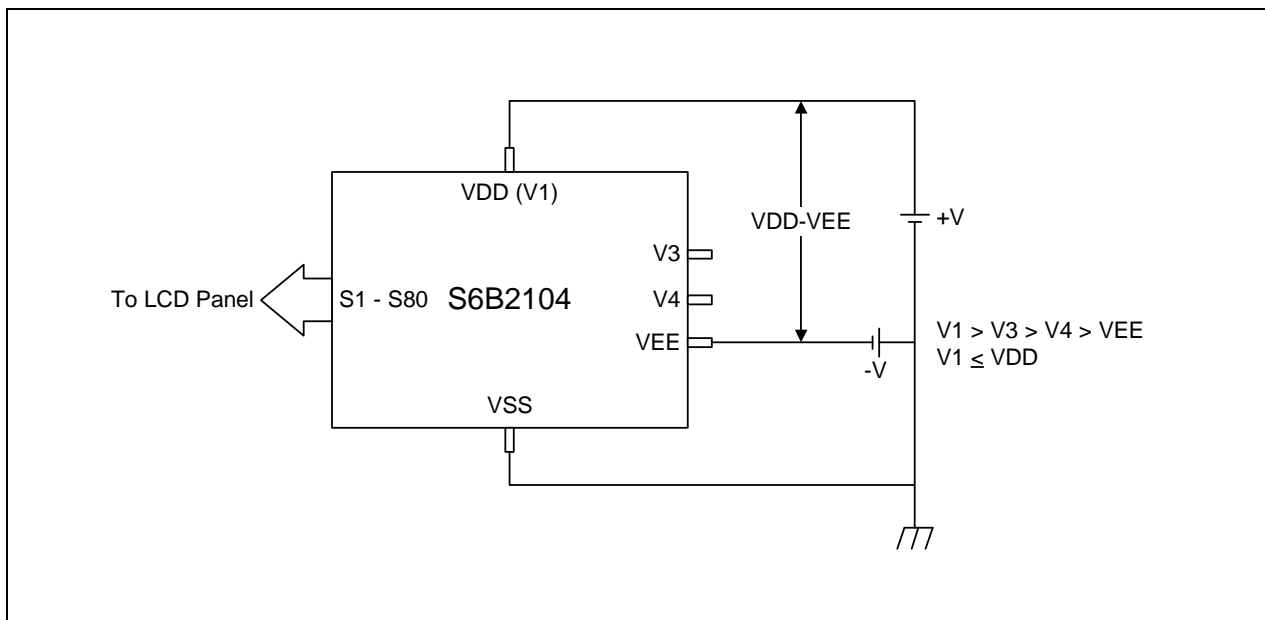 VDD (V1)
V3
VDD-VEE
+V
To LCD Panel
S1 - S80
S6B2104
V4
VEE
-V
V1 > V3 > V4 > VEE
V1 ≤ VDD
VSS